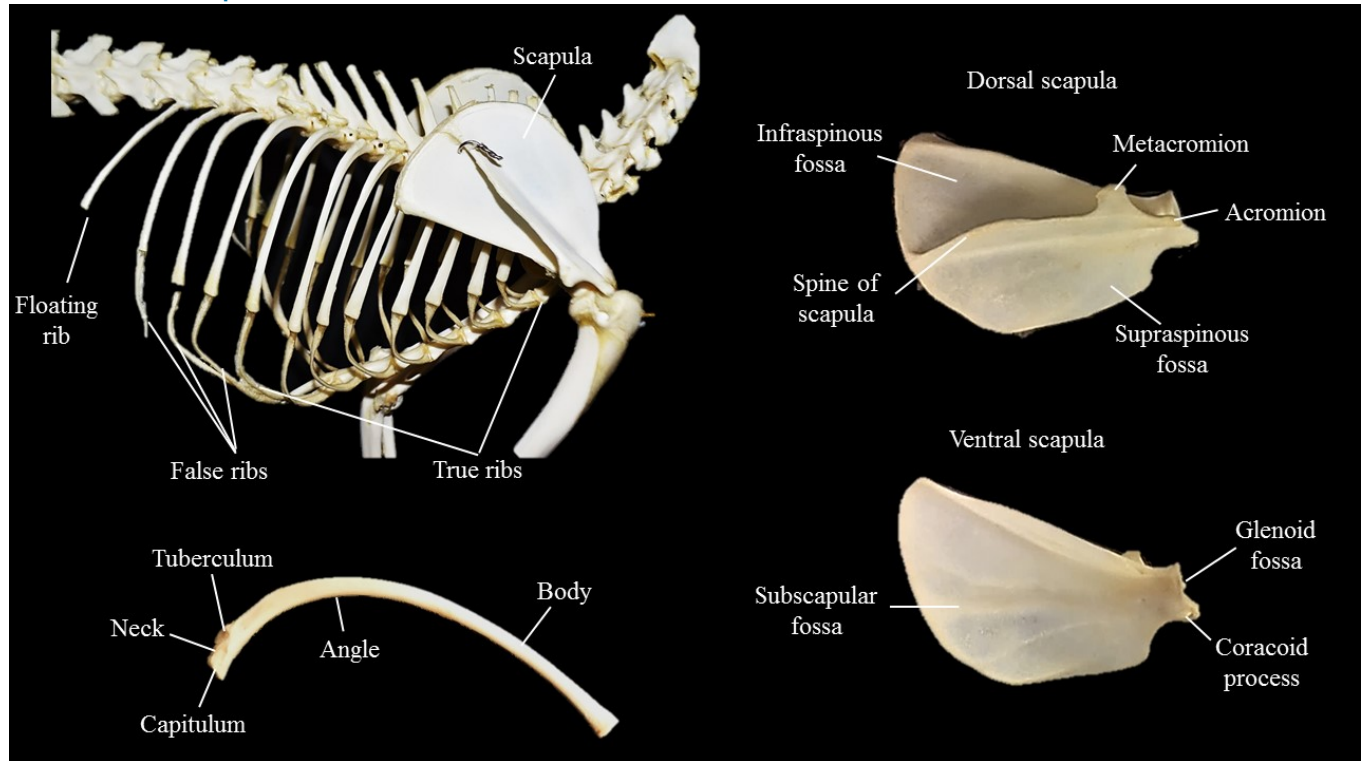 Scapula
Floating
rib
False ribs
True ribs
Tuberculum
Neck
Capitulum
Angle
Body
Dorsal scapula
Infraspinous
fossa
Metacromion
Acromion
Spine of
scapula
Supraspinous
fossa
Ventral scapula
Glenoid
fossa
Subscapular
fossa
Coracoid
process